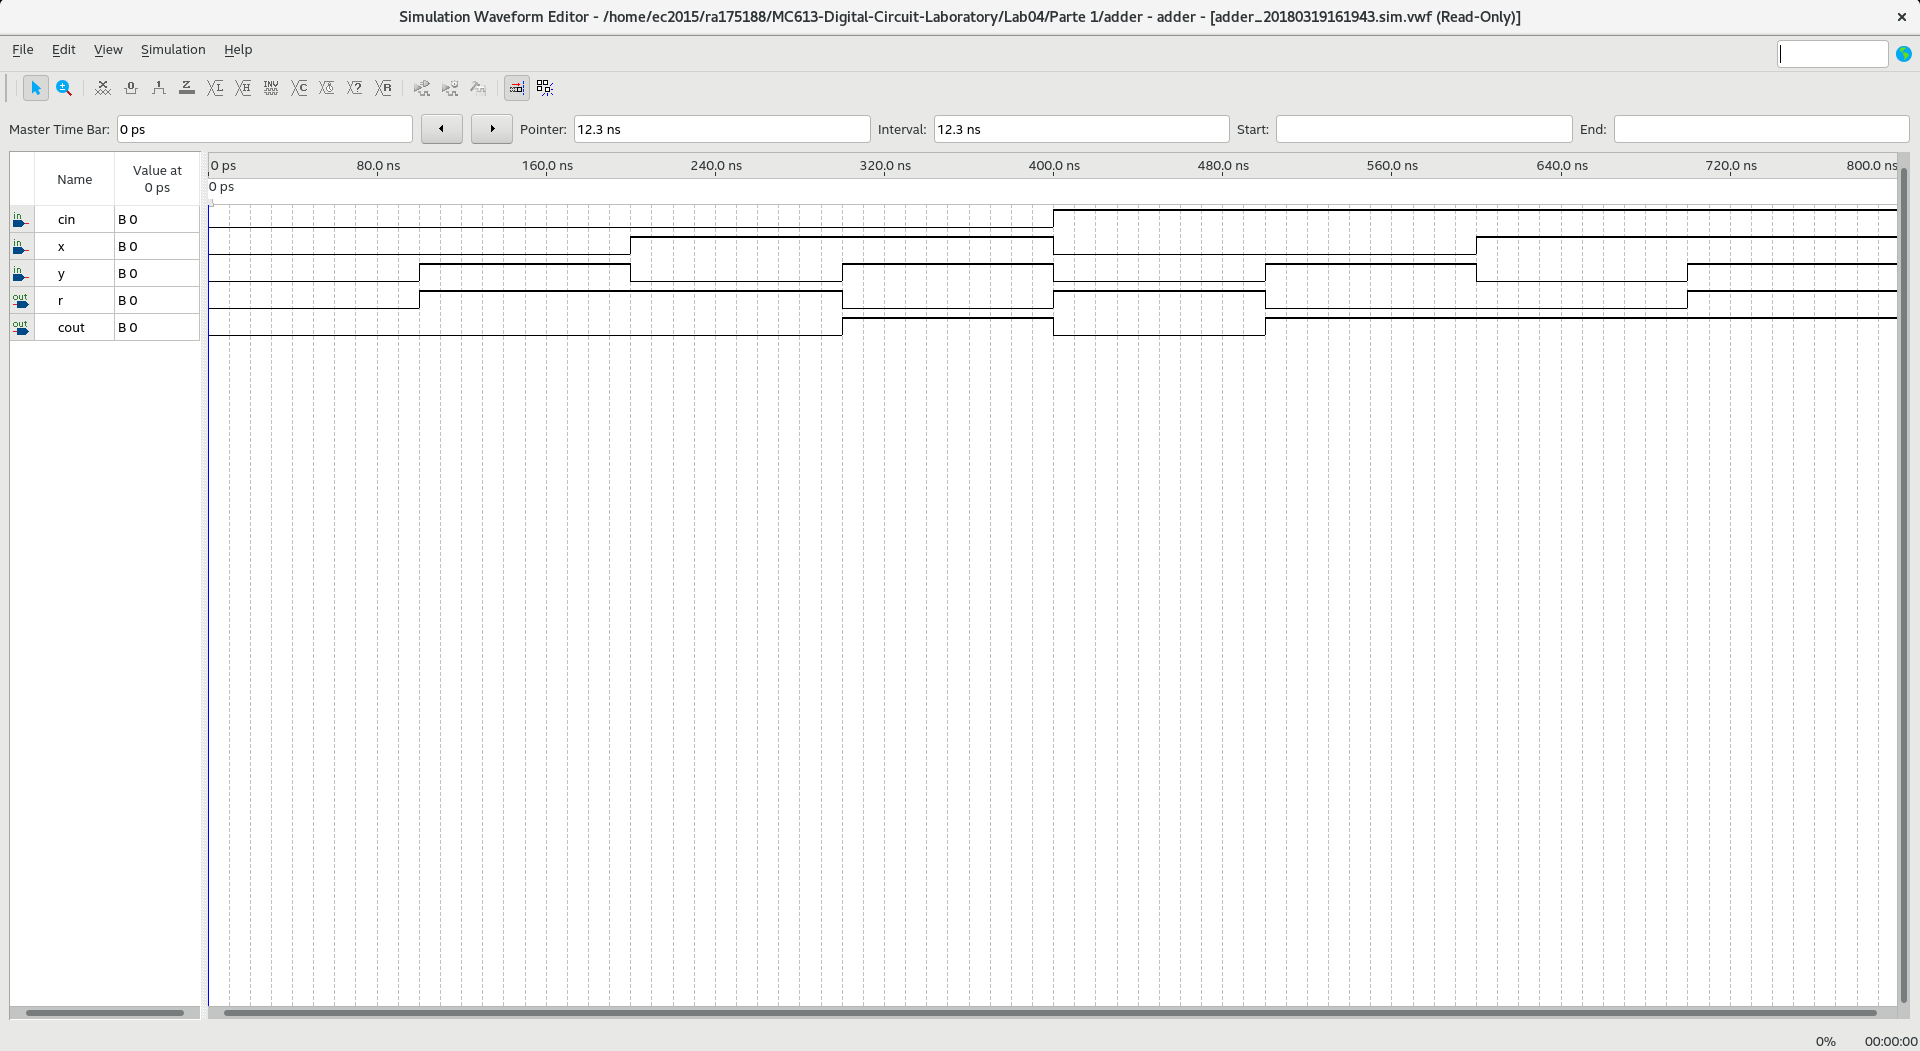 Simulation Waveform Editor - /home/ec2015/ra175188/MC613-Digital-Circuit-Laboratory/Lab04/Parte 1/adder - adder - [adder_20180319161943.sim.vwf (Read-Only)]
File Edit View Simulation Help
Master Time Bar: 0 ps Pointer: 12.3 ns Interval: 12.3 ns Start: End:
Name Value at 0 ps
0 ps 80.0 ns 160.0 ns 240.0 ns 320.0 ns 400.0 ns 480.0 ns 560.0 ns 640.0 ns 720.0 ns 800.0 ns
0 ps
in cin B 0
in x B 0
in y B 0
out r B 0
out cout B 0
0% 00:00:00